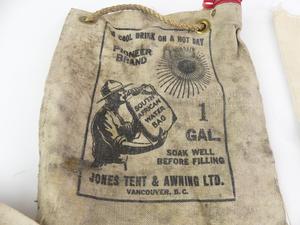 A COOL DRINK ON A HOT DAY
PIONEER
BRAND
SOUTH
AFRICAN
WATER
BAG
1
GAL.
SOAK WELL
BEFORE FILLING
JONES TENT & AWNING LTD.
VANCOUVER, B.C.